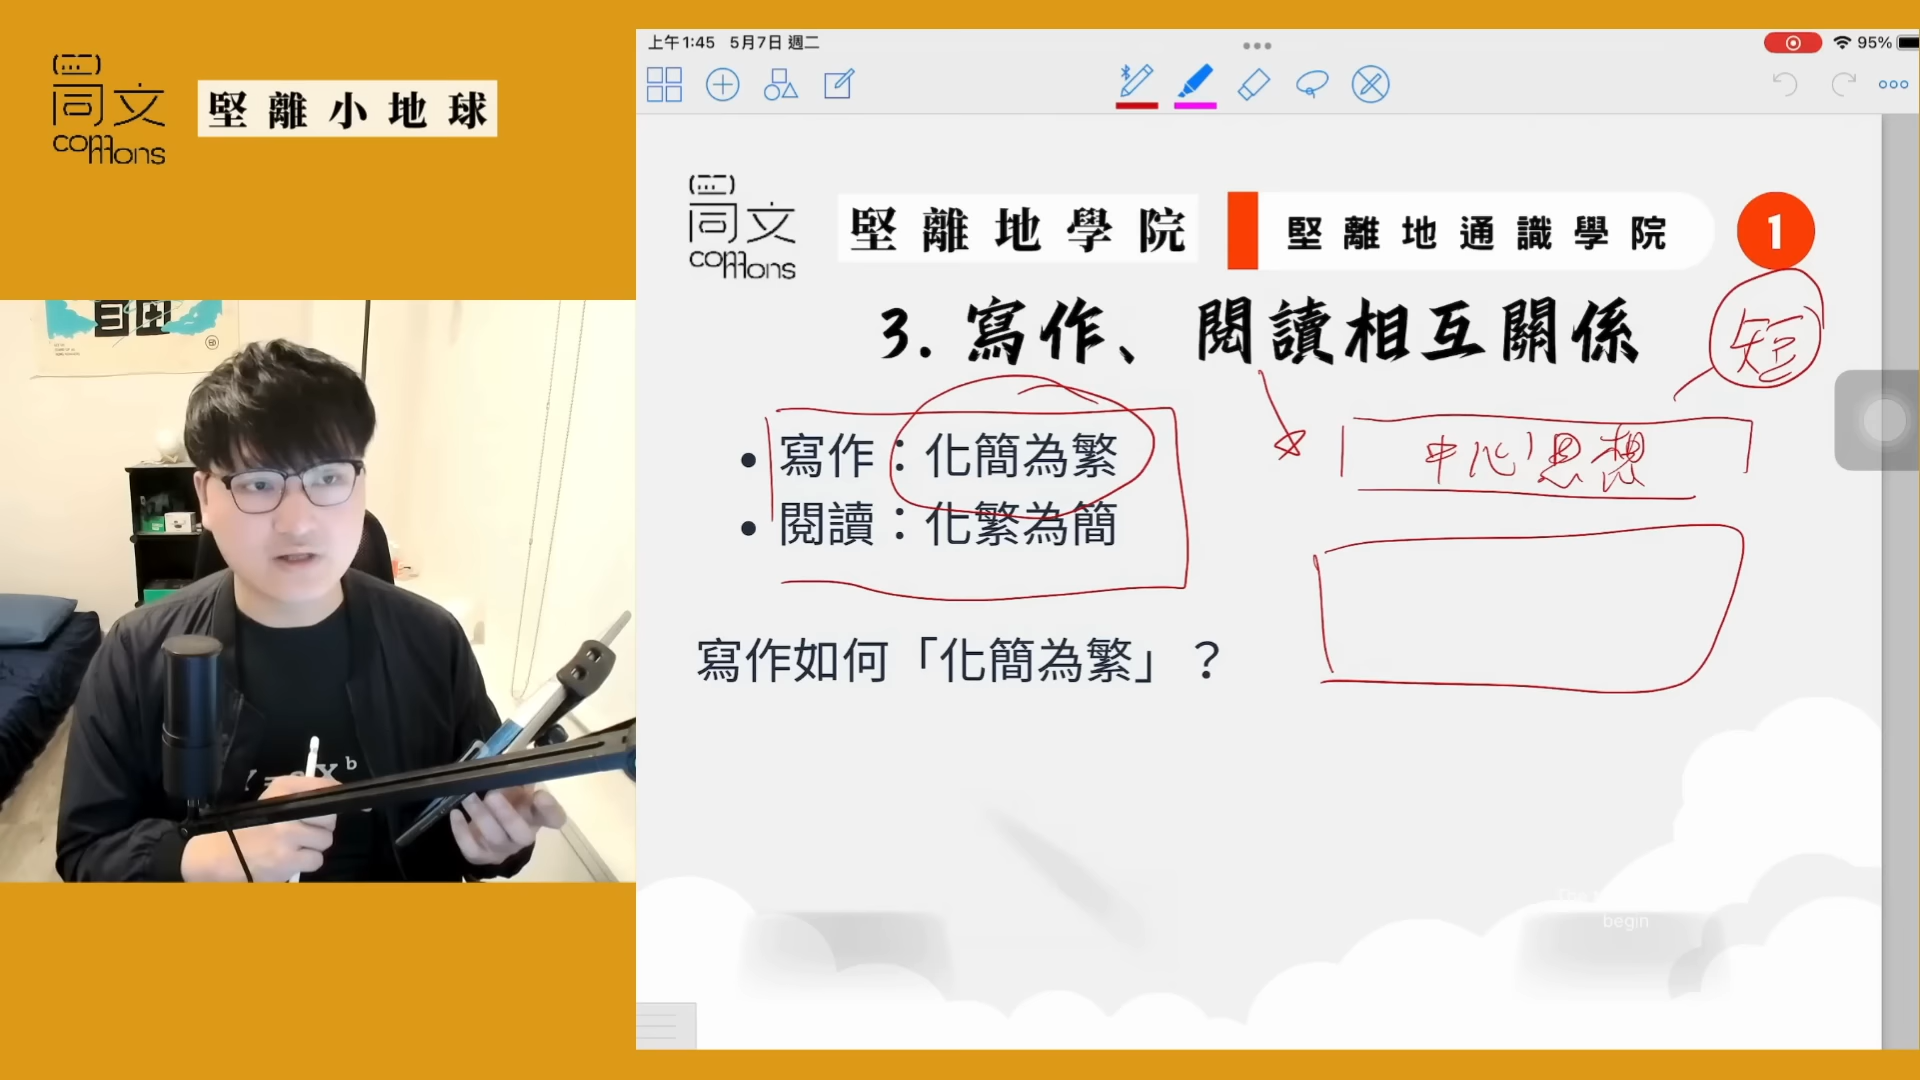 同文
commons
堅離小地球
上午1:45 5月7日 週二
95%
同文
commons
堅離地學院
堅離地通識學院
1
3. 寫作、閱讀相互關係
短
• 寫作：化簡為繁
中心思想
• 閱讀：化繁為簡
寫作如何「化簡為繁」？
begin